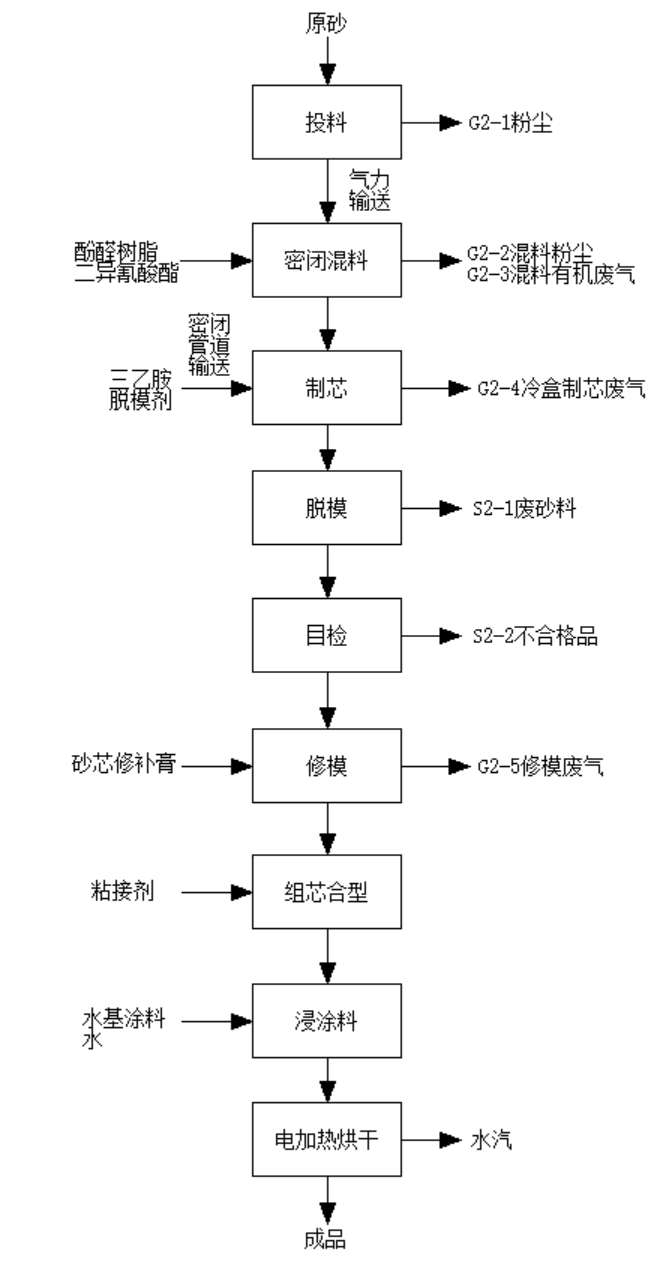 原砂
投料
G2-1粉尘
气力
输送
酚醛树脂
二异氰酸酯
密闭混料
G2-2混料粉尘
G2-3混料有机废气
密闭
管道
输送
三乙胺
脱模剂
制芯
G2-4冷盒制芯废气
脱模
S2-1废砂料
目检
S2-2不合格品
砂芯修补膏
修模
G2-5修模废气
粘接剂
组芯合型
水基涂料
水
浸涂料
电加热烘干
水汽
成品